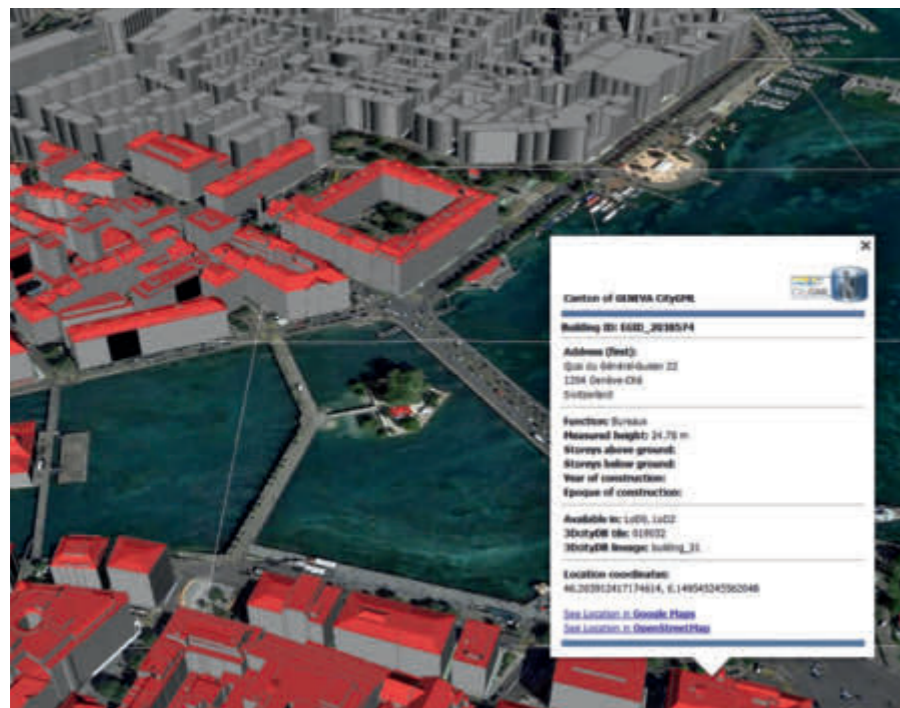 CityGML
Canton of GENEVA CityGML
Building ID: EGID_2038574
Address (first):
Quai du Général-Guisan 22
1204 Genève-Cité
Switzerland
Function: Bureaux
Measured height: 24.78 m
Storeys above ground:
Storeys below ground:
Year of construction:
Epoque of construction:
Available in: LoD0, LoD2
3DcityDB tile: 019032
3DcityDB lineage: building_31
Location coordinates:
46.203912417174614, 6.149545245562048
See Location in Google Maps
See Location in OpenStreetMap